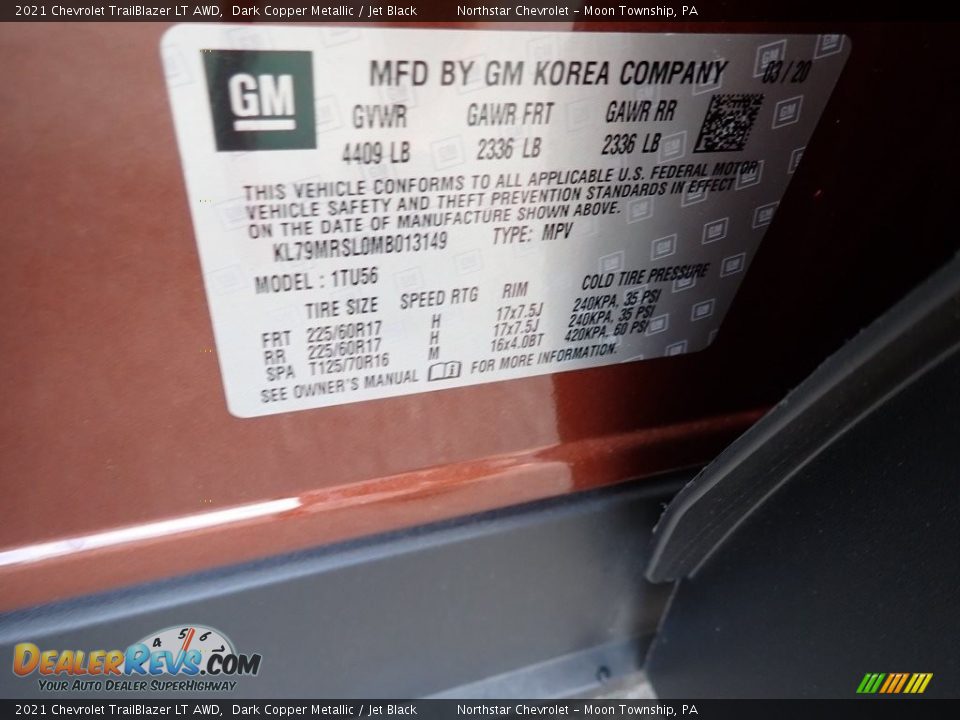 2021 Chevrolet TrailBlazer LT AWD,  Dark Copper Metallic / Jet Black          Northstar Chevrolet – Moon Township, PA
GM
MFD BY GM KOREA COMPANY 03/20
GVWR GAWR FRT GAWR RR
4409 LB 2336 LB 2336 LB
THIS VEHICLE CONFORMS TO ALL APPLICABLE U.S. FEDERAL MOTOR
VEHICLE SAFETY AND THEFT PREVENTION STANDARDS IN EFFECT
ON THE DATE OF MANUFACTURE SHOWN ABOVE.
KL79MRSL0MB013149 TYPE: MPV
MODEL : 1TU56
TIRE SIZE SPEED RTG RIM COLD TIRE PRESSURE
FRT 225/60R17 H 17x7.5J 240KPA, 35 PSI
RR 225/60R17 H 17x7.5J 240KPA, 35 PSI
SPA T125/70R16 M 16x4.0BT 420KPA, 60 PSI
SEE OWNER'S MANUAL FOR MORE INFORMATION.
4 5 6
DEALERREVS.COM
YOUR AUTO DEALER SUPERHIGHWAY
2021 Chevrolet TrailBlazer LT AWD,  Dark Copper Metallic / Jet Black          Northstar Chevrolet – Moon Township, PA